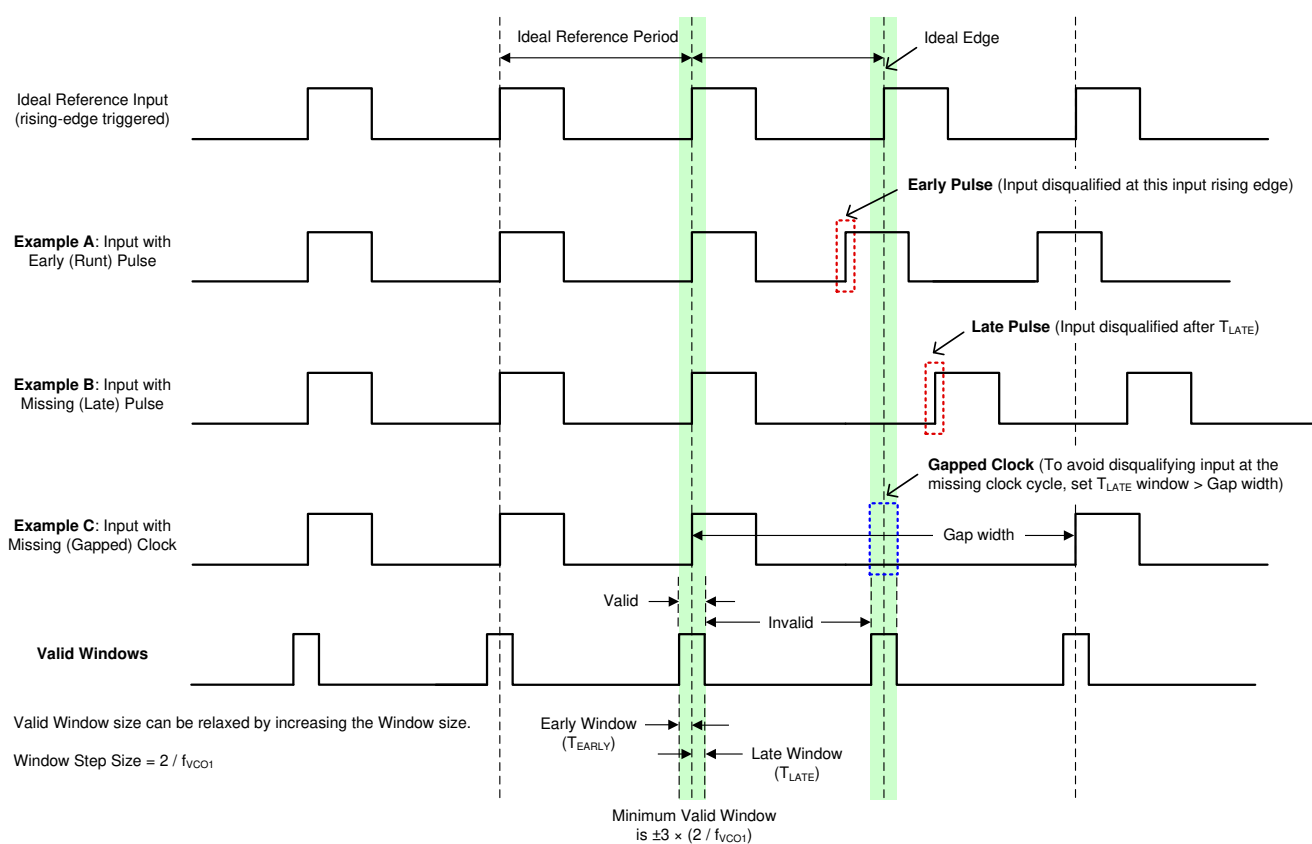 Ideal Reference Period
Ideal Edge
Ideal Reference Input
(rising-edge triggered)
Early Pulse (Input disqualified at this input rising edge)
Example A: Input with
Early (Runt) Pulse
Late Pulse (Input disqualified after TLATE)
Example B: Input with
Missing (Late) Pulse
Gapped Clock (To avoid disqualifying input at the
missing clock cycle, set TLATE window > Gap width)
Example C: Input with
Missing (Gapped) Clock
Gap width
Valid
Invalid
Valid Windows
Valid Window size can be relaxed by increasing the Window size.
Window Step Size = 2 / fVCO1
Early Window
(TEARLY)
Late Window
(TLATE)
Minimum Valid Window
is ±3 × (2 / fVCO1)